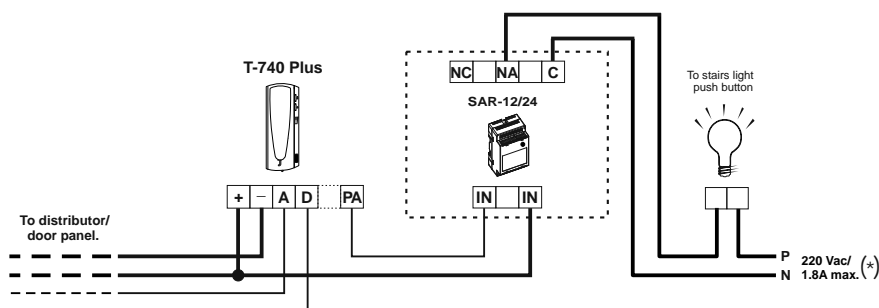 NC NA C
T-740 Plus
To stairs light
push button
SAR-12/24
+ – A D PA
IN IN
To distributor/
door panel.
P 220 Vac/
N 1.8A max. (*)